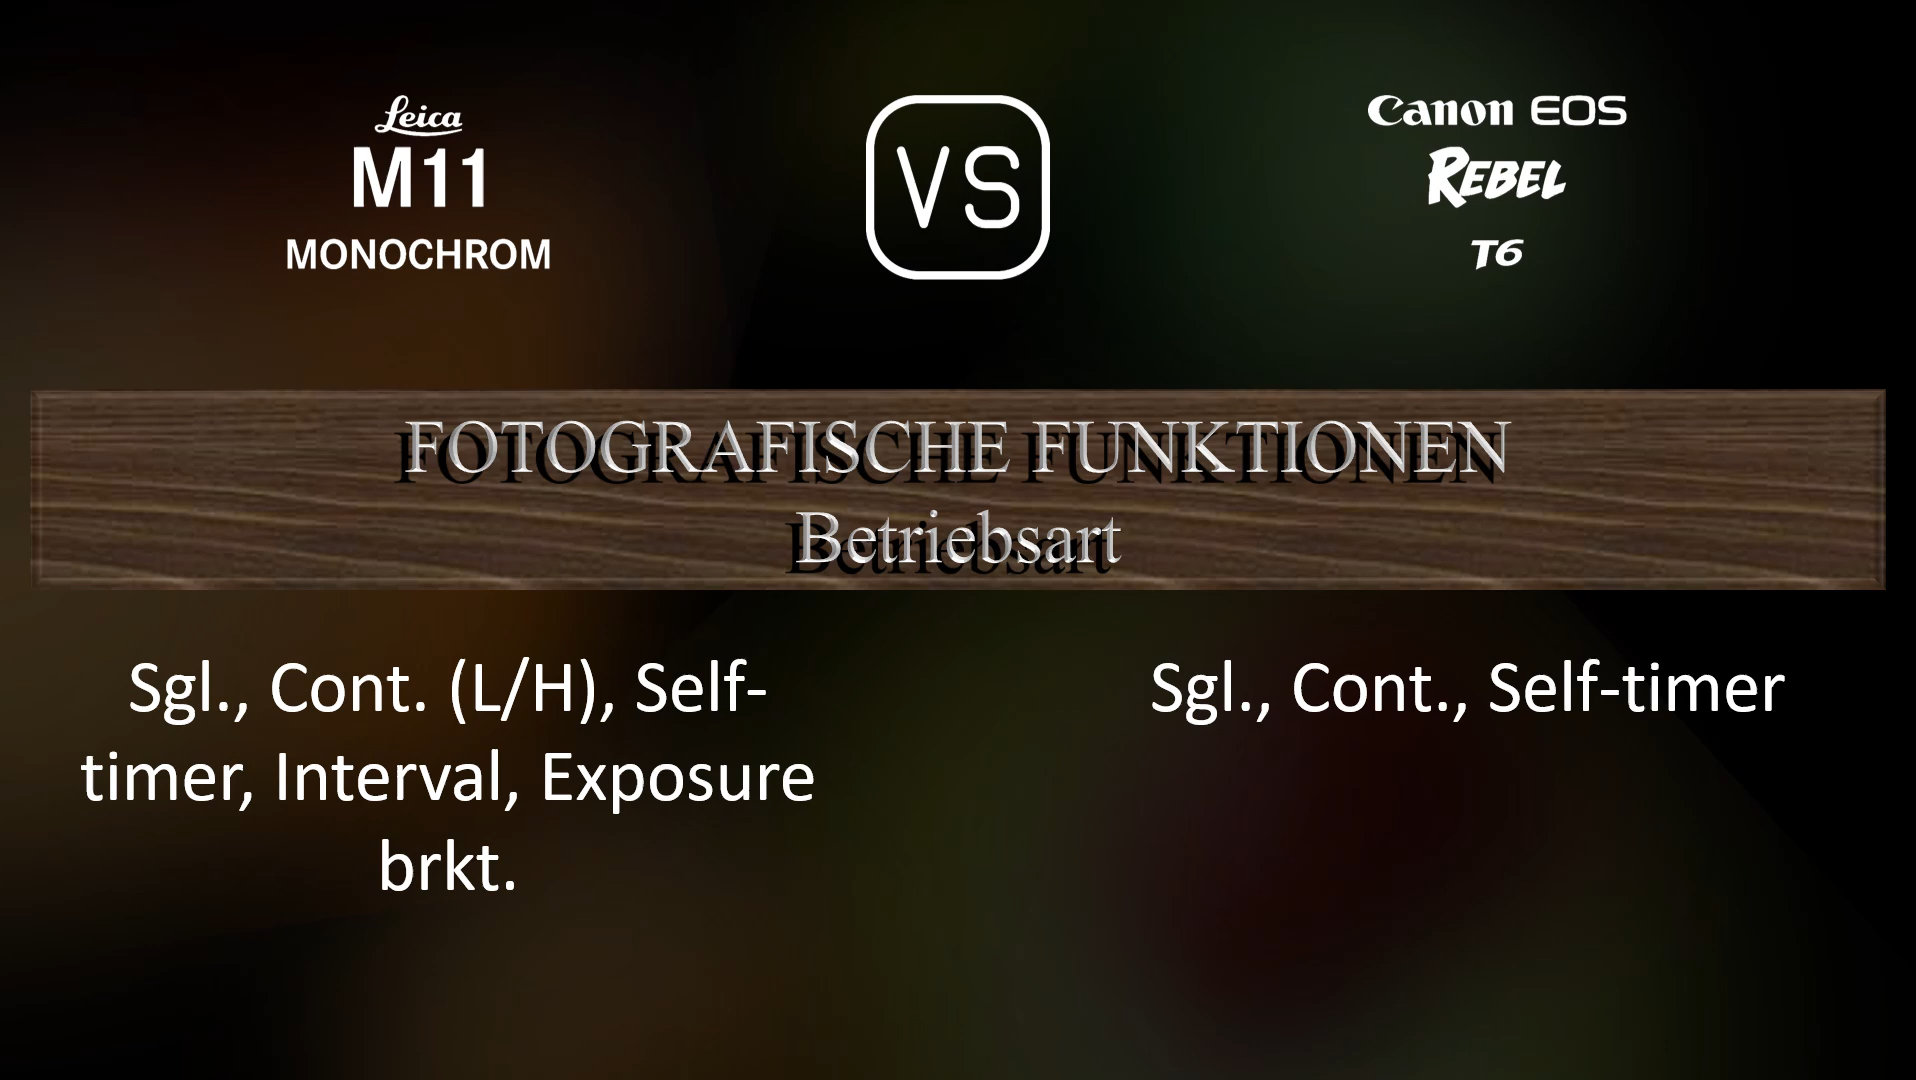 Leica
M11
MONOCHROM
VS
Canon EOS
REBEL
T6
FOTOGRAFISCHE FUNKTIONEN
Betriebsart
Sgl., Cont. (L/H), Self-
timer, Interval, Exposure
brkt.
Sgl., Cont., Self-timer